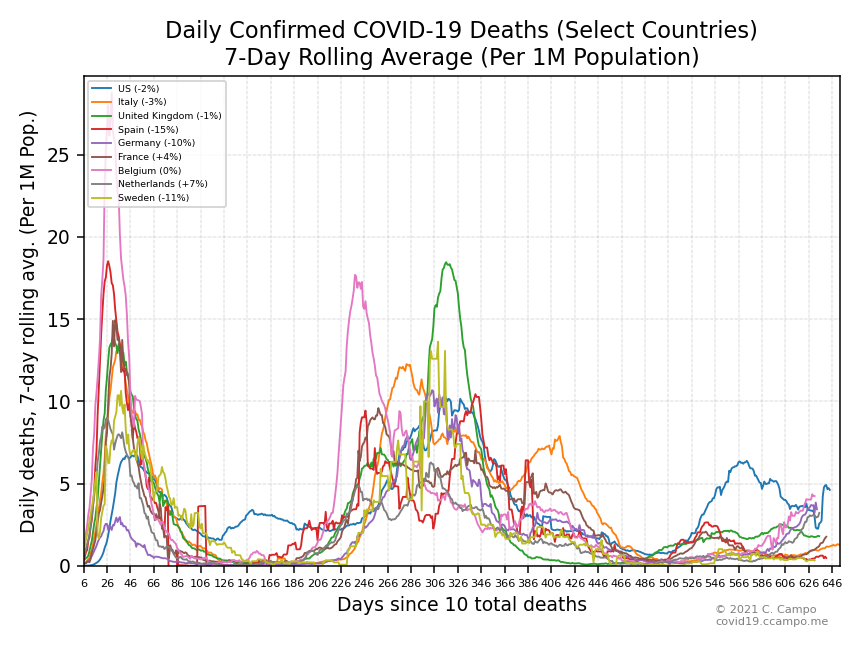 Daily Confirmed COVID-19 Deaths (Select Countries)
7-Day Rolling Average (Per 1M Population)
US (-2%)
Italy (-3%)
United Kingdom (-1%)
Spain (-15%)
Germany (-10%)
France (+4%)
Belgium (0%)
Netherlands (+7%)
Sweden (-11%)
Daily deaths, 7-day rolling avg. (Per 1M Pop.)
25
20
15
10
5
0
6 26 46 66 86 106 126 146 166 186 206 226 246 266 286 306 326 346 366 386 406 426 446 466 486 506 526 546 566 586 606 626 646
Days since 10 total deaths
© 2021 C. Campo
covid19.ccampo.me